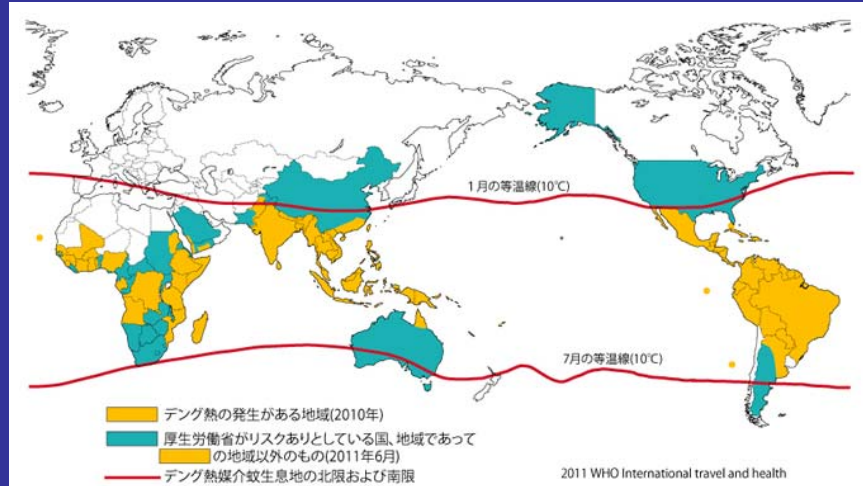 1月の等温線(10℃)
7月の等温線(10℃)
デング熱の発生がある地域(2010年)
厚生労働省がリスクありとしている国、地域であって
の地域以外のもの(2011年6月)
デング熱媒介蚊生息地の北限および南限
2011 WHO International travel and health